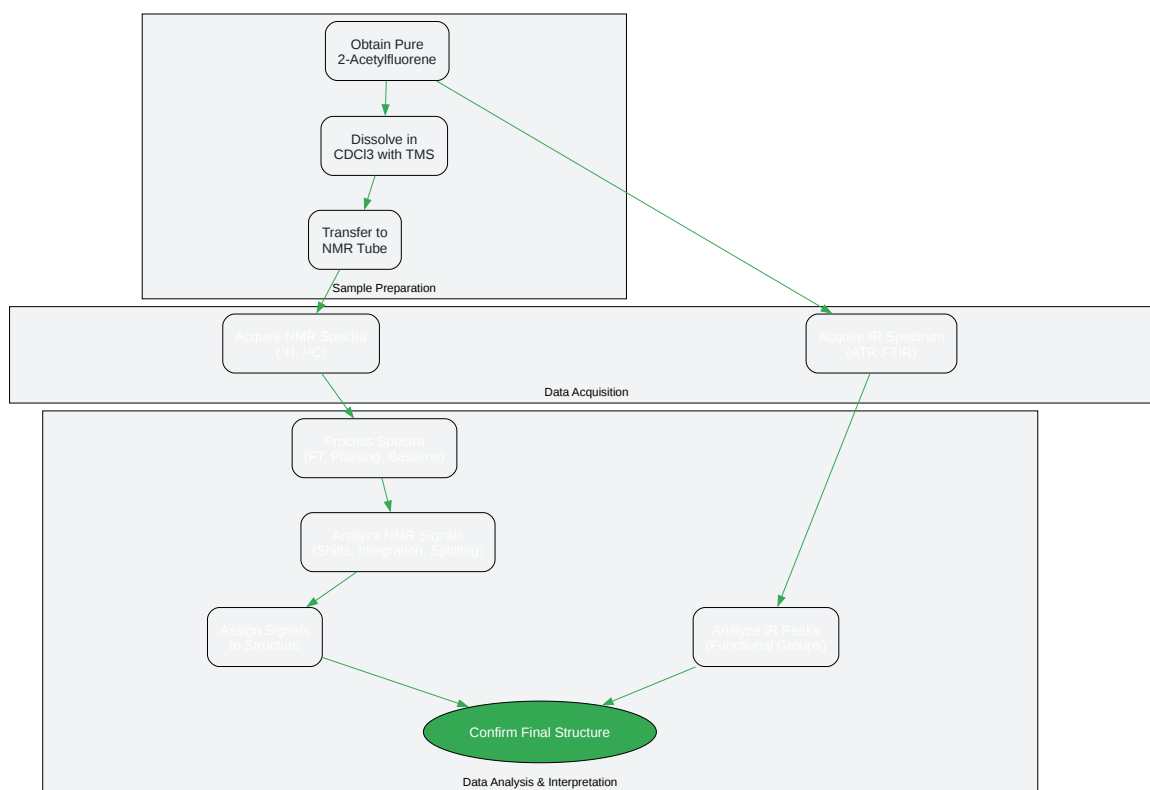 Obtain Pure
2-Acetylfluorene
Dissolve in
CDCl3 with TMS
Transfer to
NMR Tube
Sample Preparation
Acquire NMR Spectra
(¹H, ¹³C)
Acquire IR Spectrum
(ATR-FTIR)
Data Acquisition
Process Spectra
(FT, Phasing, Baseline)
Analyze NMR Signals
(Shifts, Integration, Splitting)
Assign Signals
to Structure
Analyze IR Peaks
(Functional Groups)
Confirm Final Structure
Data Analysis & Interpretation